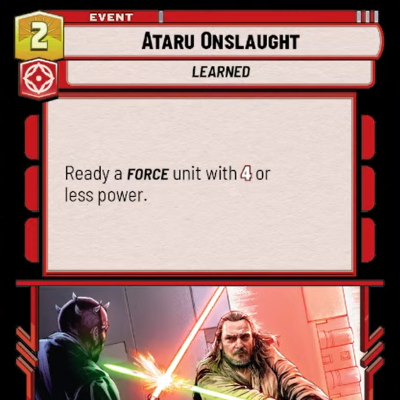 EVENT
2
ATARU ONSLAUGHT
LEARNED
Ready a FORCE unit with 4 or
less power.